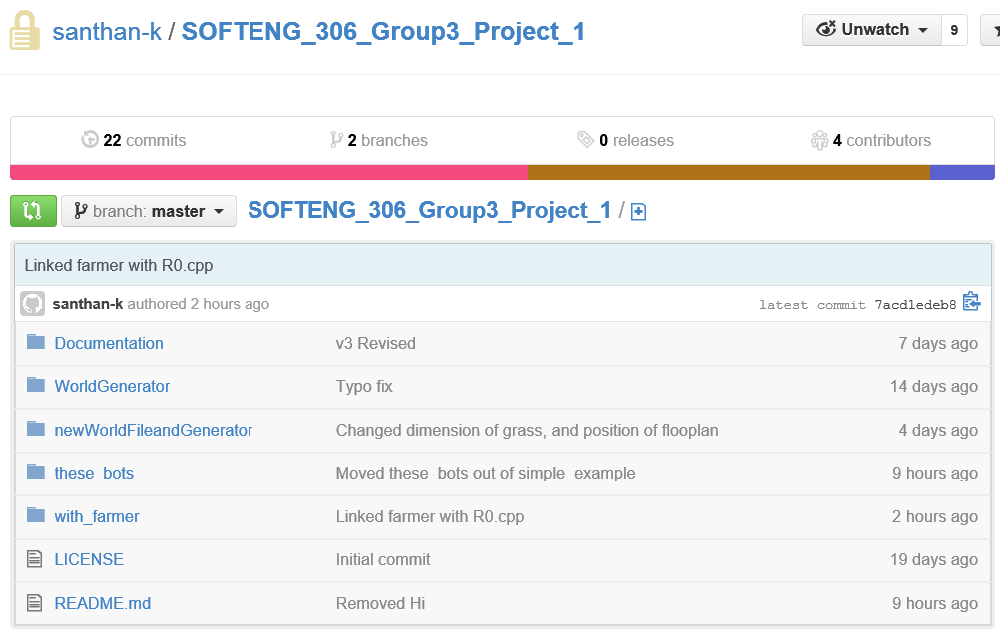 santhan-k / SOFTENG_306_Group3_Project_1 Unwatch 9
22 commits 2 branches 0 releases 4 contributors
branch: master SOFTENG_306_Group3_Project_1 /
Linked farmer with R0.cpp
santhan-k authored 2 hours ago latest commit 7acd1edeb8
Documentation v3 Revised 7 days ago
WorldGenerator Typo fix 14 days ago
newWorldFileandGenerator Changed dimension of grass, and position of flooplan 4 days ago
these_bots Moved these_bots out of simple_example 9 hours ago
with_farmer Linked farmer with R0.cpp 2 hours ago
LICENSE Initial commit 19 days ago
README.md Removed Hi 9 hours ago